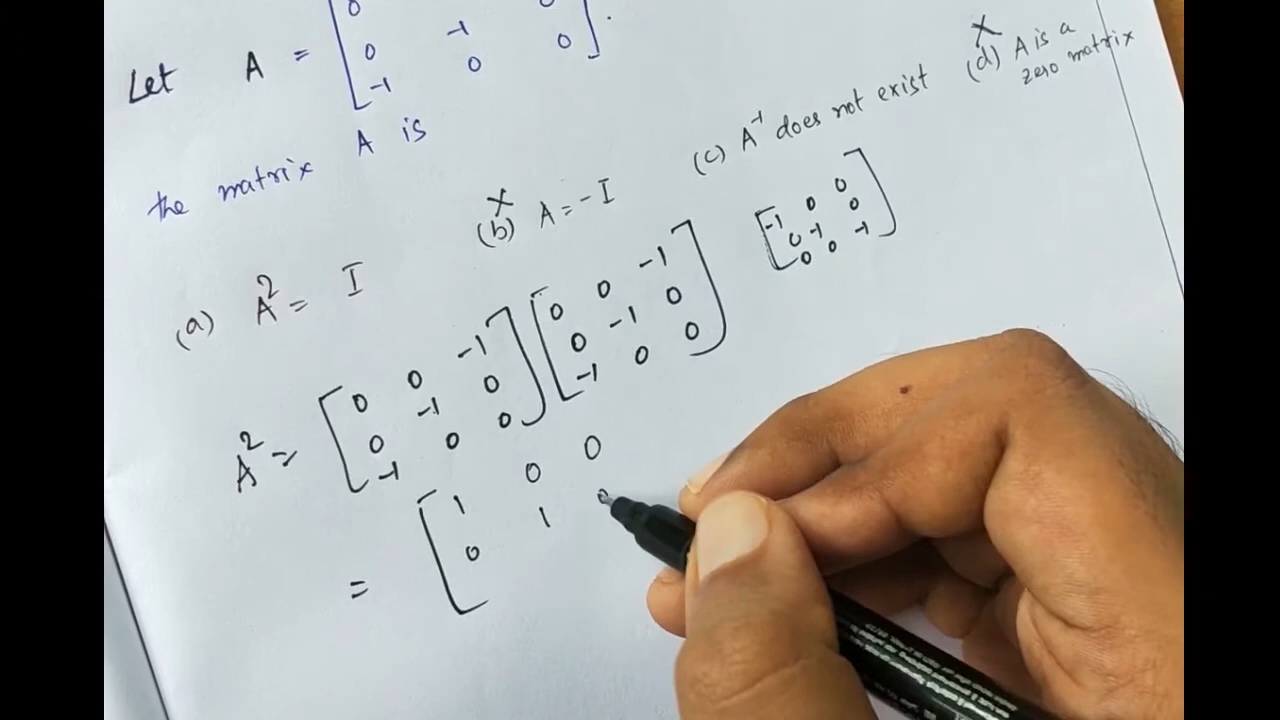 0 0
Let A = [ 0 -1 0 ].
-1 0
the matrix A is
(a) A² = I
x (b) A = -I
(c) A⁻¹ does not exist
x (d) A is a
zero matrix
[ -1 0 0
0 -1 0
0 0 -1 ]
A² = [ 0 0 -1 ] [ 0 0 -1 ]
0 -1 0 0 -1 0
-1 0 0 -1 0 0
= [ 1 0 0
0 1 0